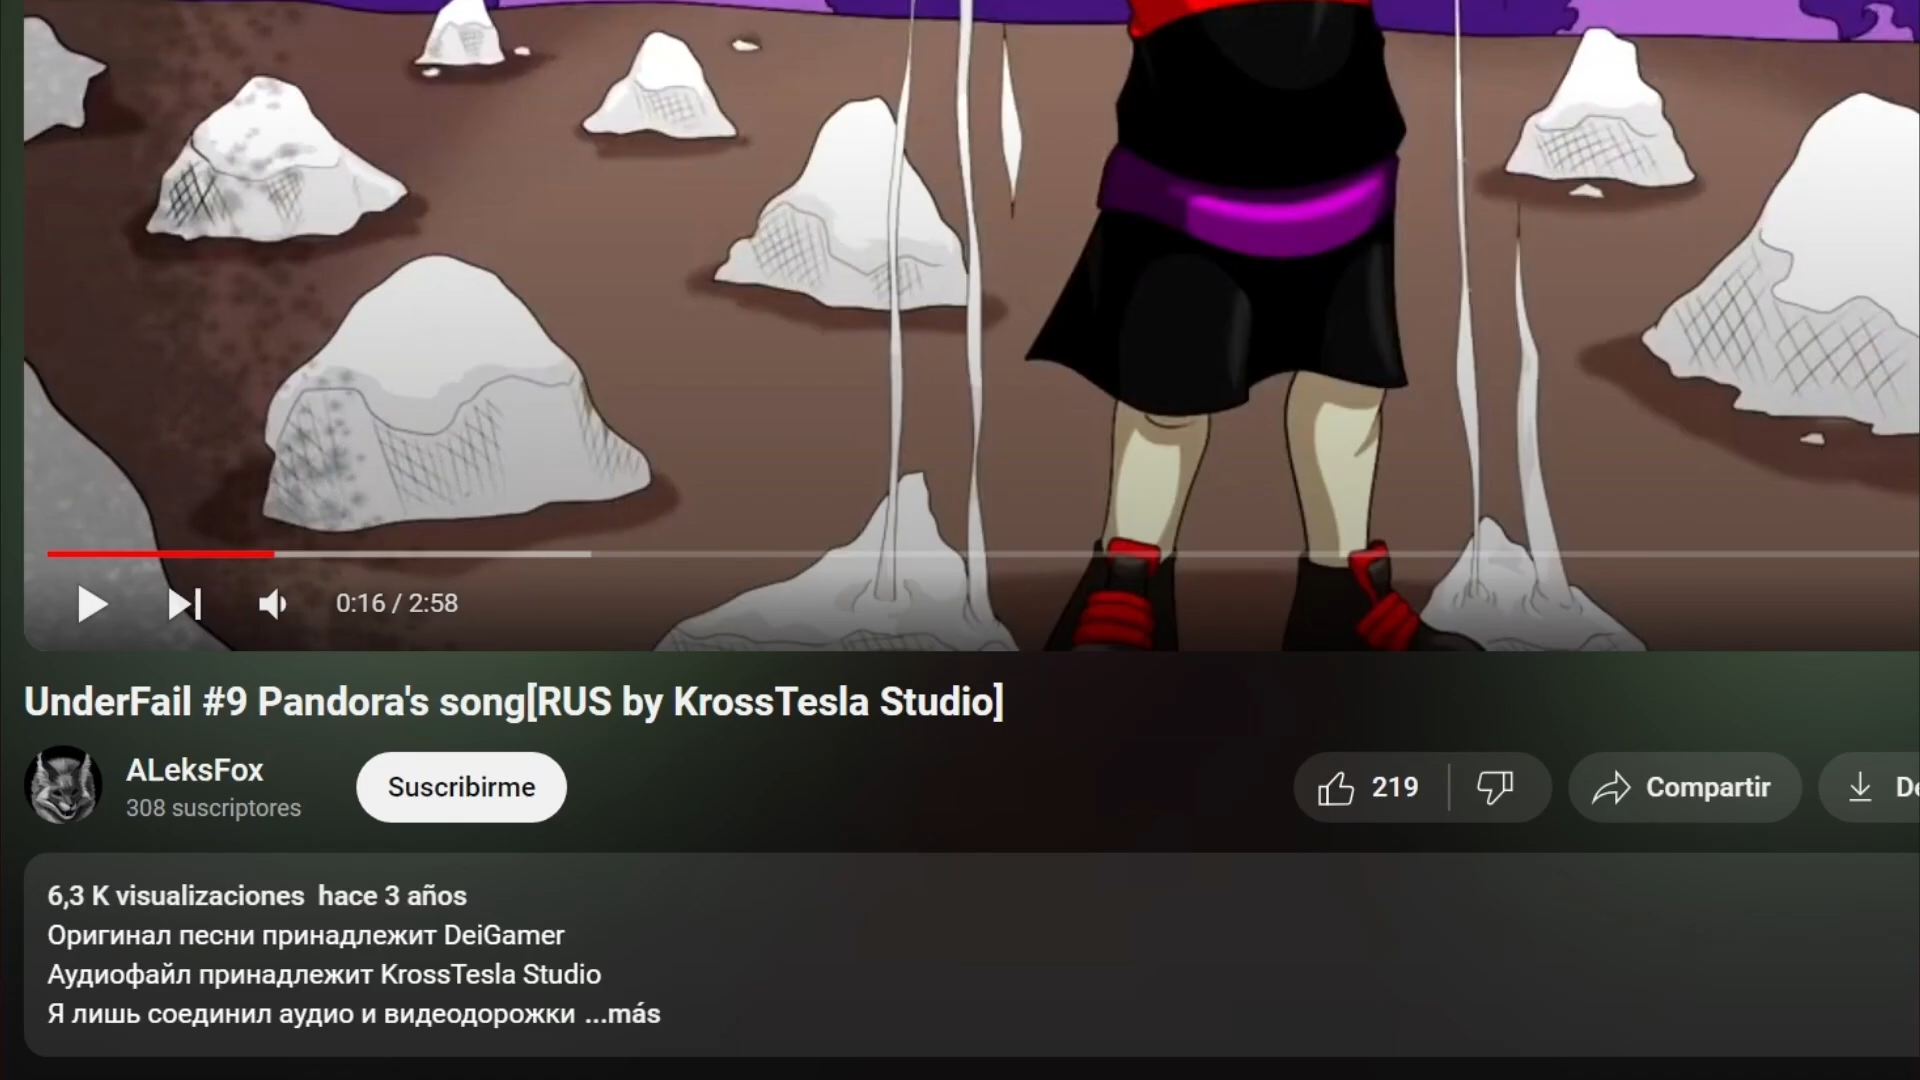 0:16 / 2:58
UnderFail #9 Pandora's song[RUS by KrossTesla Studio]
ALeksFox
308 suscriptores
Suscribirme
219
Compartir
De
6,3 K visualizaciones hace 3 años
Оригинал песни принадлежит DeiGamer
Аудиофайл принадлежит KrossTesla Studio
Я лишь соединил аудио и видеодорожки ...más